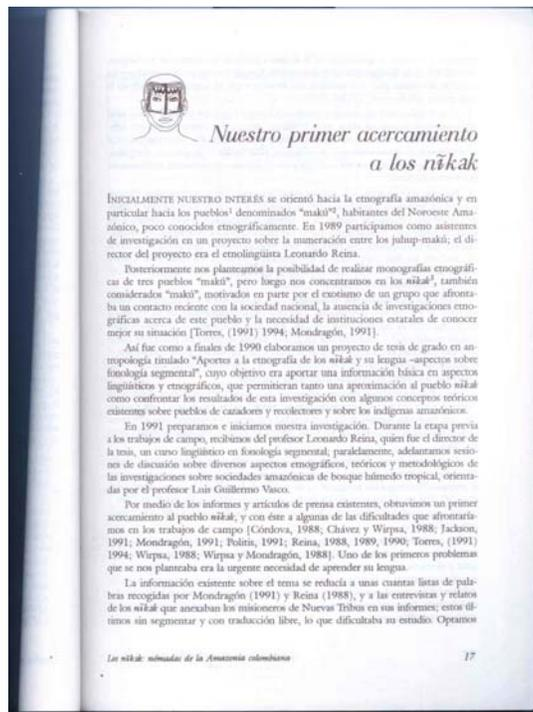 Nuestro primer acercamiento
a los nĩkak
INICIALMENTE NUESTRO INTERÉS se orientó hacia la etnografía amazónica y en
particular hacia los pueblos¹ denominados “makú”², habitantes del Noroeste Ama-
zónico, poco conocidos etnográficamente. En 1989 participamos como asistentes
de investigación en un proyecto sobre la numeración entre los juhup-makú; el di-
rector del proyecto era el etnolingüista Leonardo Reina.
Posteriormente nos planteamos la posibilidad de realizar monografías etnográfi-
cas de tres pueblos “makú”, pero luego nos concentramos en los nĩkak³, también
considerados “makú”, motivados en parte por el exotismo de un grupo que afronta-
ba un contacto reciente con la sociedad nacional, la ausencia de investigaciones etno-
gráficas acerca de este pueblo y la necesidad de instituciones estatales de conocer
mejor su situación [Torres, (1991) 1994; Mondragón, 1991].
Así fue como a finales de 1990 elaboramos un proyecto de tesis de grado en an-
tropología titulado “Aportes a la etnografía de los nĩkak y su lengua –aspectos sobre
fonología segmental”, cuyo objetivo era aportar una información básica en aspectos
lingüísticos y etnográficos, que permitieran tanto una aproximación al pueblo nĩkak
como confrontar los resultados de esta investigación con algunos conceptos teóricos
existentes sobre pueblos de cazadores y recolectores y sobre los indígenas amazónicos.
En 1991 preparamos e iniciamos nuestra investigación. Durante la etapa previa
a los trabajos de campo, recibimos del profesor Leonardo Reina, quien fue el director de
la tesis, un curso lingüístico en fonología segmental; paralelamente, adelantamos sesio-
nes de discusión sobre diversos aspectos etnográficos, teóricos y metodológicos de
las investigaciones sobre sociedades amazónicas de bosque húmedo tropical, orienta-
das por el profesor Luis Guillermo Vasco.
Por medio de los informes y artículos de prensa existentes, obtuvimos un primer
acercamiento al pueblo nĩkak, y con éste a algunas de las dificultades que afrontaría-
mos en los trabajos de campo [Córdova, 1988; Chávez y Wirpsa, 1988; Jackson,
1991; Mondragón, 1991; Politis, 1991; Reina, 1988, 1989, 1990; Torres, (1991)
1994; Wirpsa, 1988; Wirpsa y Mondragón, 1988]. Uno de los primeros problemas
que se nos planteaba era la urgente necesidad de aprender su lengua.
La información existente sobre el tema se reducía a unas cuantas listas de pala-
bras recogidas por Mondragón (1991) y Reina (1988), y a las entrevistas y relatos
de los nĩkak que anexaban los misioneros de Nuevas Tribus en sus informes; estos úl-
timos sin segmentar y con traducción libre, lo que dificultaba su estudio. Optamos
Los nĩkak: nómadas de la Amazonia colombiana
17